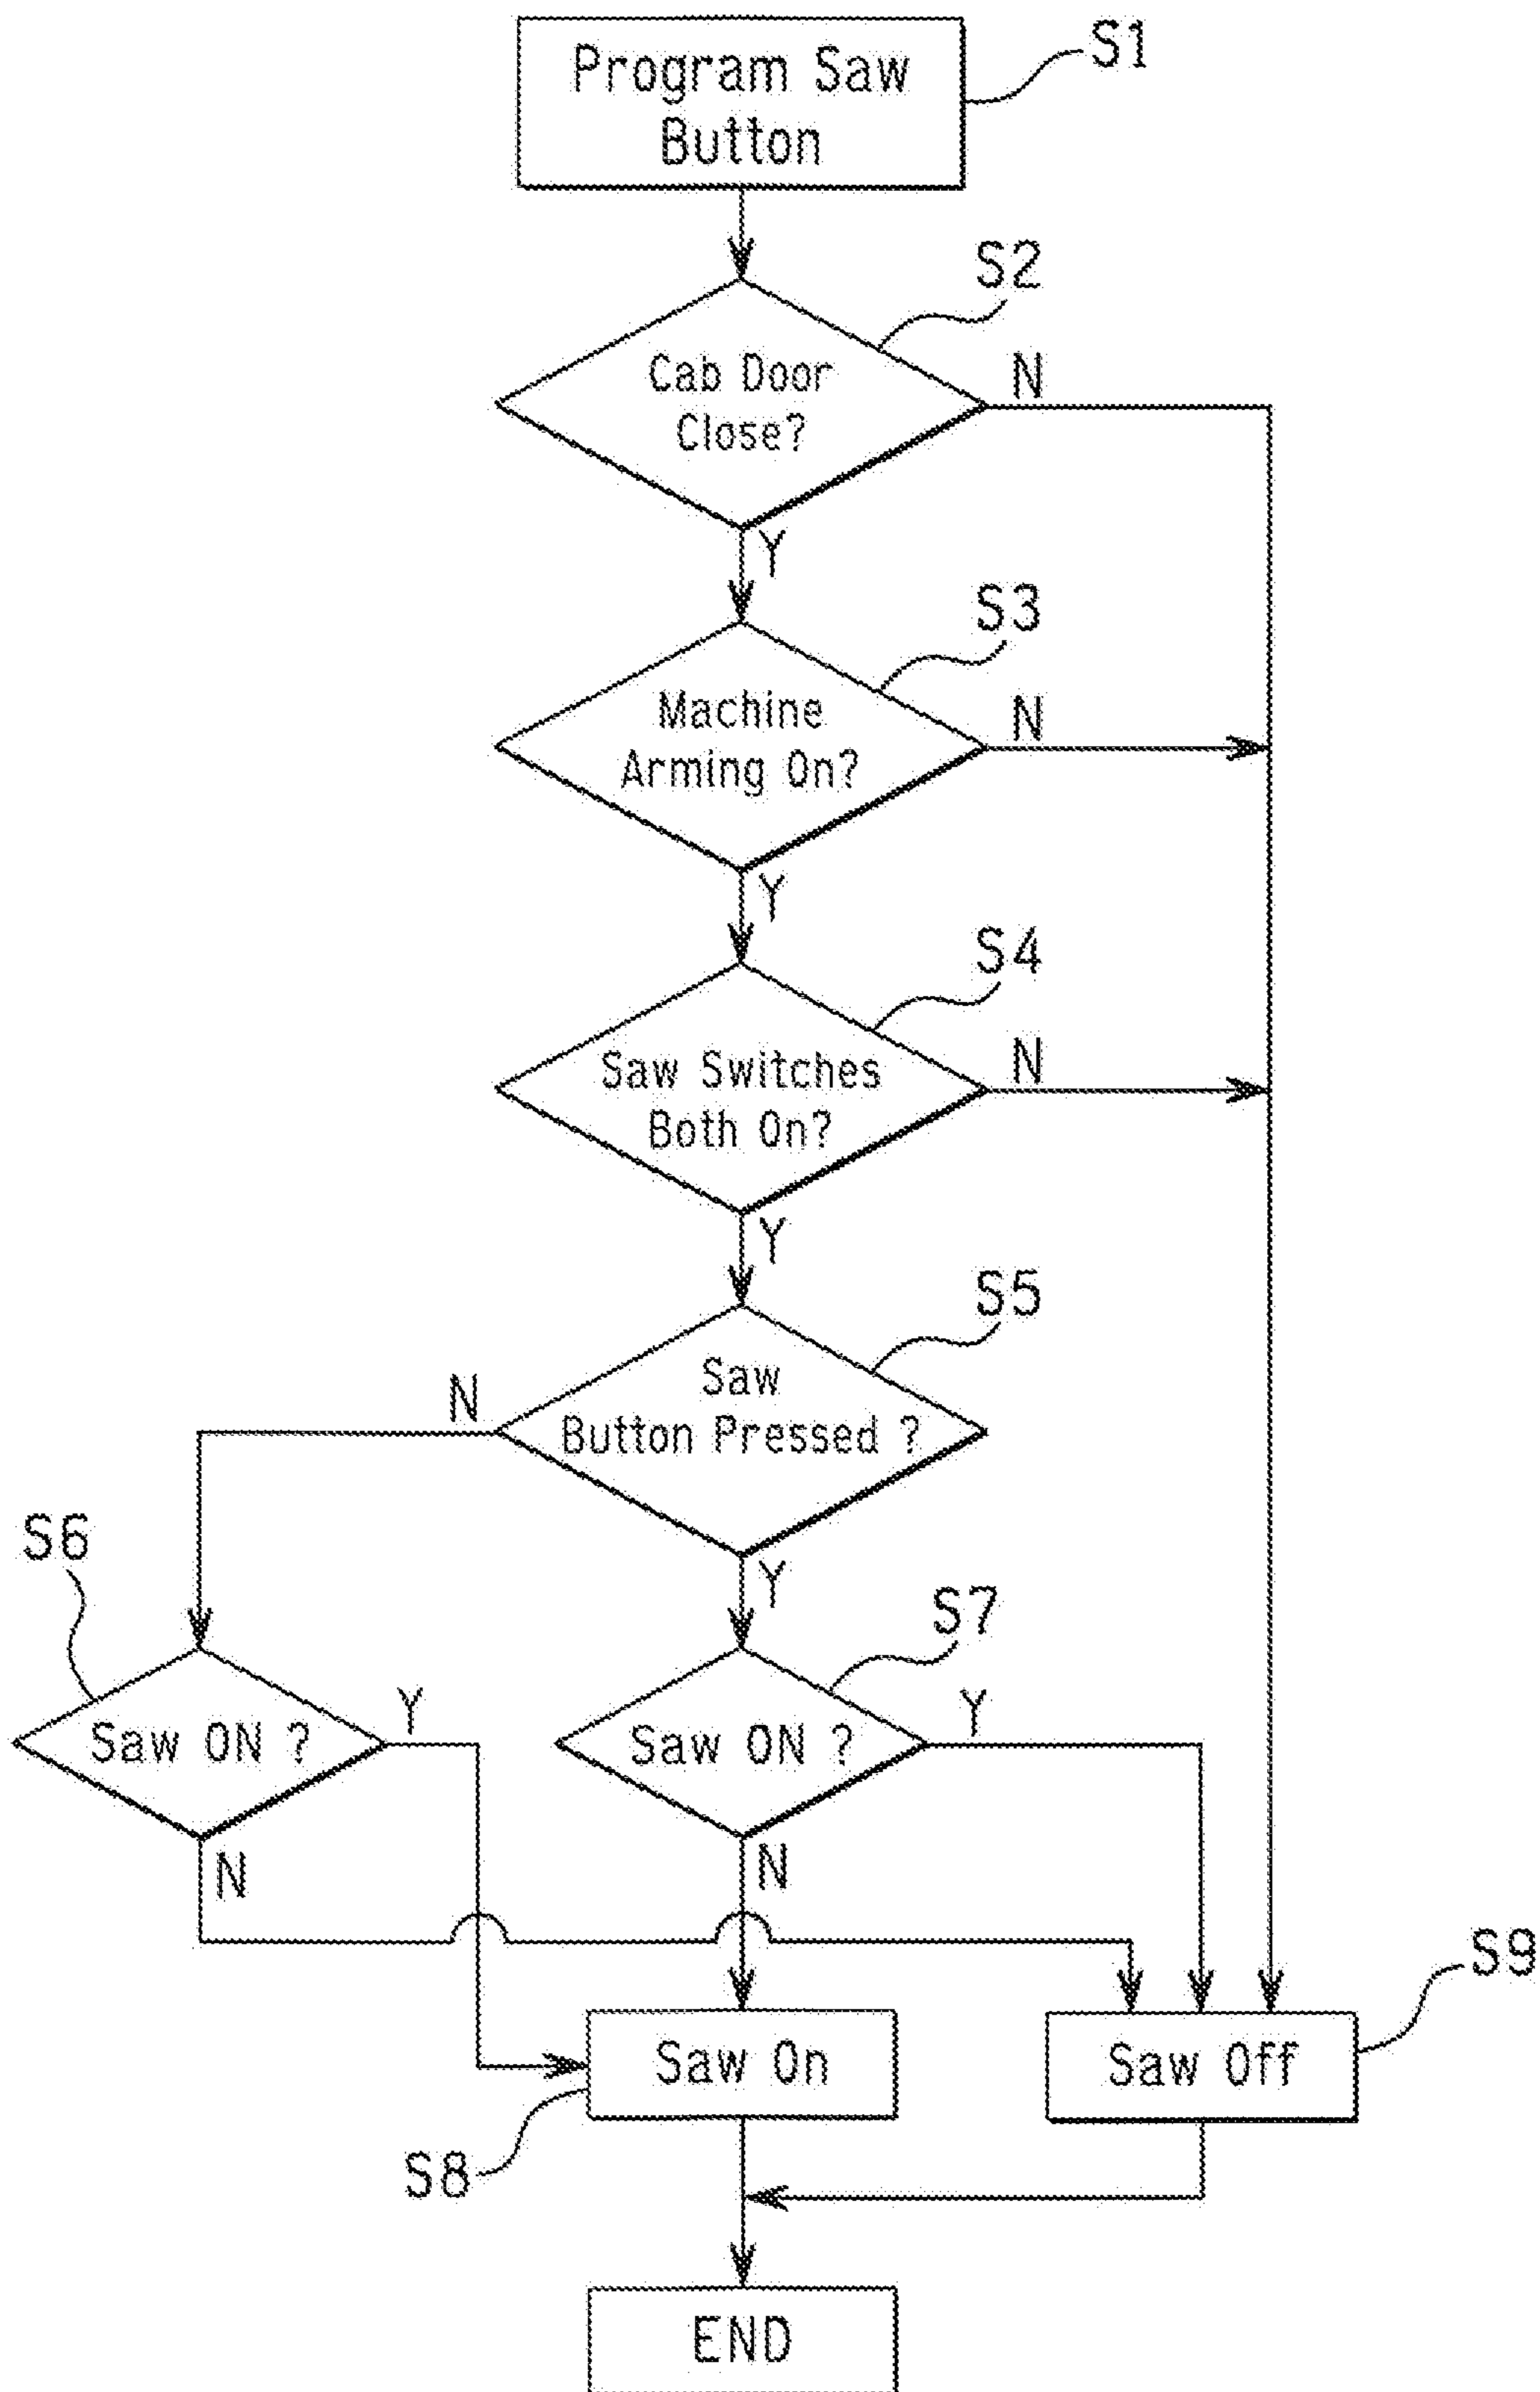 Program Saw
Button
S1
S2
Cab Door
Close?
N
Y
S3
Machine
Arming On?
N
Y
S4
Saw Switches
Both On?
N
Y
S5
Saw
Button Pressed ?
N
Y
S6
Saw ON ?
Y
N
S7
Saw ON ?
Y
N
Saw On
S8
Saw Off
S9
END